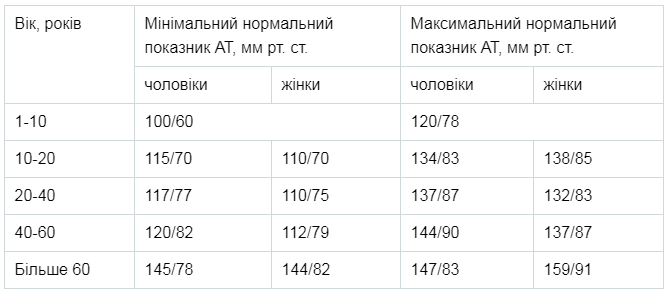 Вік, років
Мінімальний нормальний
показник АТ, мм рт. ст.
Максимальний нормальний
показник АТ, мм рт. ст.
чоловіки жінки чоловіки жінки
1-10 100/60 120/78
10-20 115/70 110/70 134/83 138/85
20-40 117/77 110/75 137/87 132/83
40-60 120/82 112/79 144/90 137/87
Більше 60 145/78 144/82 147/83 159/91